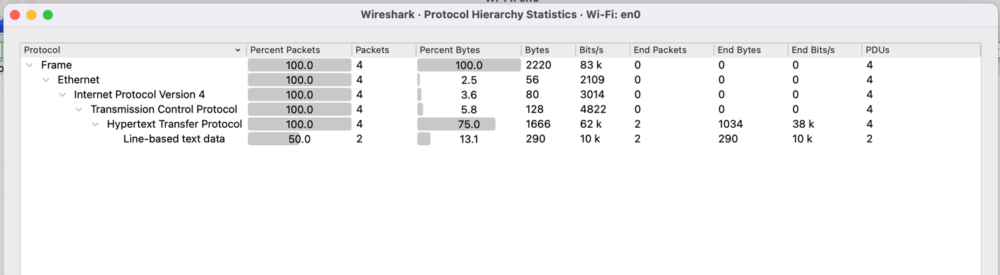 Wireshark · Protocol Hierarchy Statistics · Wi-Fi: en0
Protocol Percent Packets Packets Percent Bytes Bytes Bits/s End Packets End Bytes End Bits/s PDUs
Frame 100.0 4 100.0 2220 83 k 0 0 0 4
Ethernet 100.0 4 2.5 56 2109 0 0 0 4
Internet Protocol Version 4 100.0 4 3.6 80 3014 0 0 0 4
Transmission Control Protocol 100.0 4 5.8 128 4822 0 0 0 4
Hypertext Transfer Protocol 100.0 4 75.0 1666 62 k 2 1034 38 k 4
Line-based text data 50.0 2 13.1 290 10 k 2 290 10 k 2